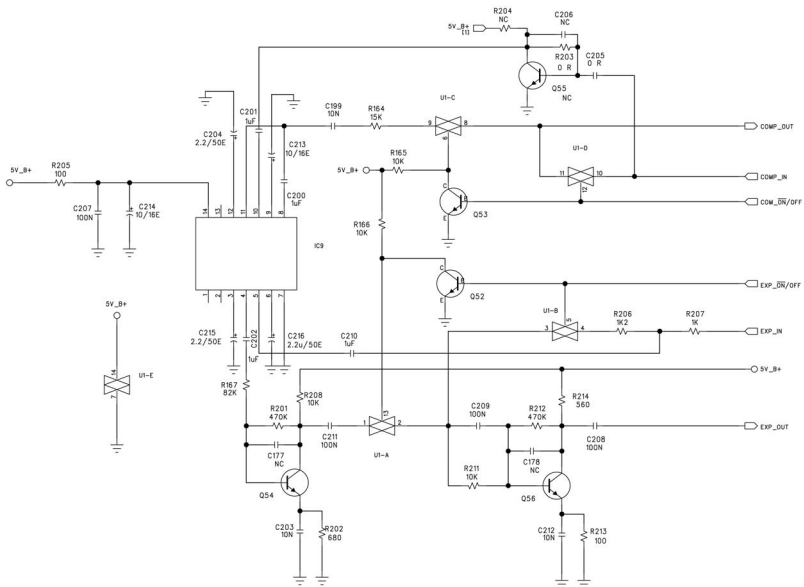 R204
NC
C206
NC
5V_B+
[1]
R203
0 R
C205
0 R
Q55
NC
U1-C
C201
1uF
C199
10N
R164
15K
9
8
6
COMP_OUT
C204
2.2/50E
C213
10/16E
U1-D
5V_B+
R205
100
5V_B+
R165
10K
11
10
12
COMP_IN
C200
1uF
C207
100N
C214
10/16E
14
13
12
11
10
9
8
C
B
E
Q53
COM_ON/OFF
R166
10K
IC9
C
B
E
Q52
EXP_ON/OFF
1
2
3
4
5
6
7
5V_B+
U1-B
3
5
4
R206
1K2
R207
1K
EXP_IN
C215
2.2/50E
C202
1uF
C216
2.2u/50E
C210
1uF
14
7
U1-E
5V_B+
R167
82K
R208
10K
R214
560
R201
470K
C211
100N
1
13
2
U1-A
C209
100N
R212
470K
C208
100N
EXP_OUT
C177
NC
C178
NC
R211
10K
Q54
Q56
C203
10N
R202
680
C212
10N
R213
100